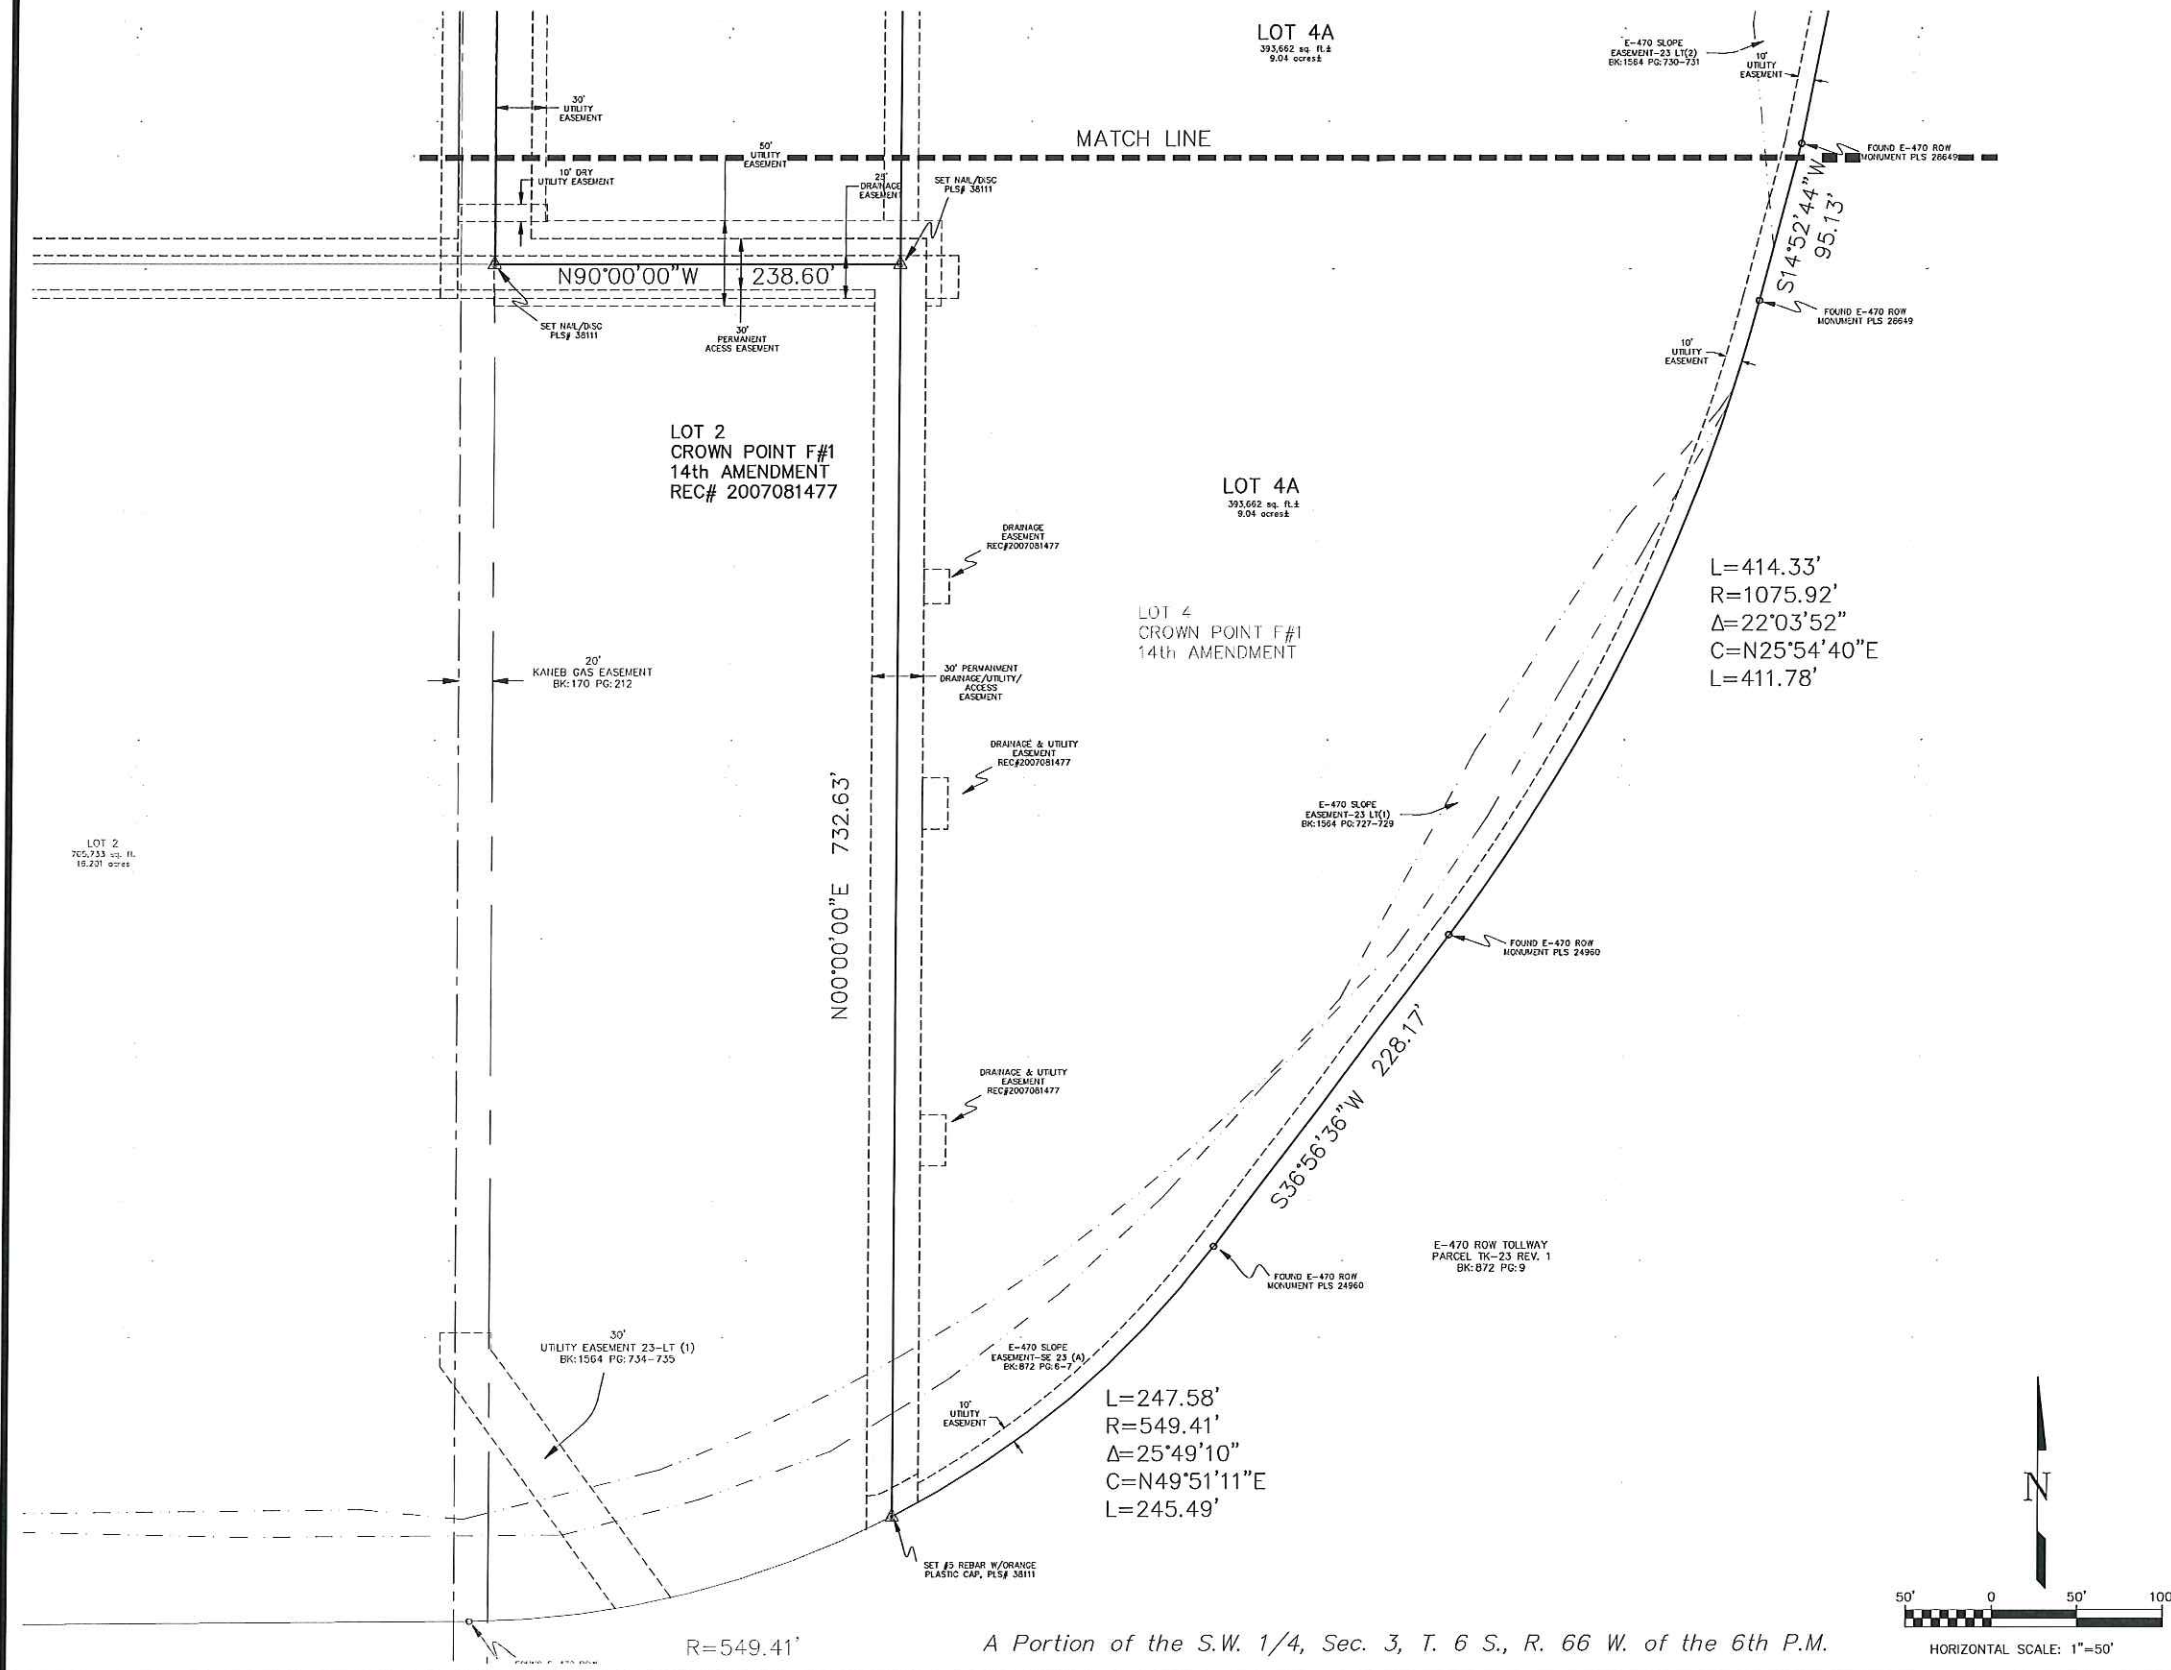 LOT 4A
393,662 sq. ft.±
9.04 acres±
E-470 SLOPE
EASEMENT-23 LT(2)
BK:1564 PG:730-731
10'
UTILITY
EASEMENT
30'
UTILITY
EASEMENT
MATCH LINE
50'
UTILITY
EASEMENT
FOUND E-470 ROW
MONUMENT PLS 26649
10' DRY
UTILITY EASEMENT
25'
DRAINAGE
EASEMENT
SET NAIL/DISC
PLS# 38111
S14°52'44"W
95.13'
N90°00'00"W 238.60'
SET NAIL/DISC
PLS# 38111
30'
PERMANENT
ACESS EASEMENT
FOUND E-470 ROW
MONUMENT PLS 26649
10'
UTILITY
EASEMENT
LOT 2
CROWN POINT F#1
14th AMENDMENT
REC# 2007081477
LOT 4A
393,662 sq. ft.±
9.04 acres±
DRAINAGE
EASEMENT
REC#2007081477
L=414.33'
R=1075.92'
Δ=22°03'52"
C=N25°54'40"E
L=411.78'
LOT 4
CROWN POINT F#1
14th AMENDMENT
20'
KANEB GAS EASEMENT
BK:170 PG:212
30' PERMANMENT
DRAINAGE/UTILITY/
ACCESS
EASEMENT
DRAINAGE & UTILITY
EASEMENT
REC#2007081477
N00°00'00"E 732.63'
E-470 SLOPE
EASEMENT-23 LT(1)
BK:1564 PG:727-729
LOT 2
705,733 sq. ft.
16.201 acres
FOUND E-470 ROW
MONUMENT PLS 24960
S36°56'36"W 228.17'
DRAINAGE & UTILITY
EASEMENT
REC#2007081477
E-470 ROW TOLLWAY
PARCEL TK-23 REV. 1
BK:872 PG:9
FOUND E-470 ROW
MONUMENT PLS 24960
30'
UTILITY EASEMENT 23-LT (1)
BK:1564 PG:734-735
E-470 SLOPE
EASEMENT-SE 23 (A)
BK:872 PG:6-7
10'
UTILITY
EASEMENT
L=247.58'
R=549.41'
Δ=25°49'10"
C=N49°51'11"E
L=245.49'
N
SET #5 REBAR W/ORANGE
PLASTIC CAP, PLS# 38111
R=549.41'
A Portion of the S.W. 1/4, Sec. 3, T. 6 S., R. 66 W. of the 6th P.M.
50' 0 50' 100
HORIZONTAL SCALE: 1"=50'